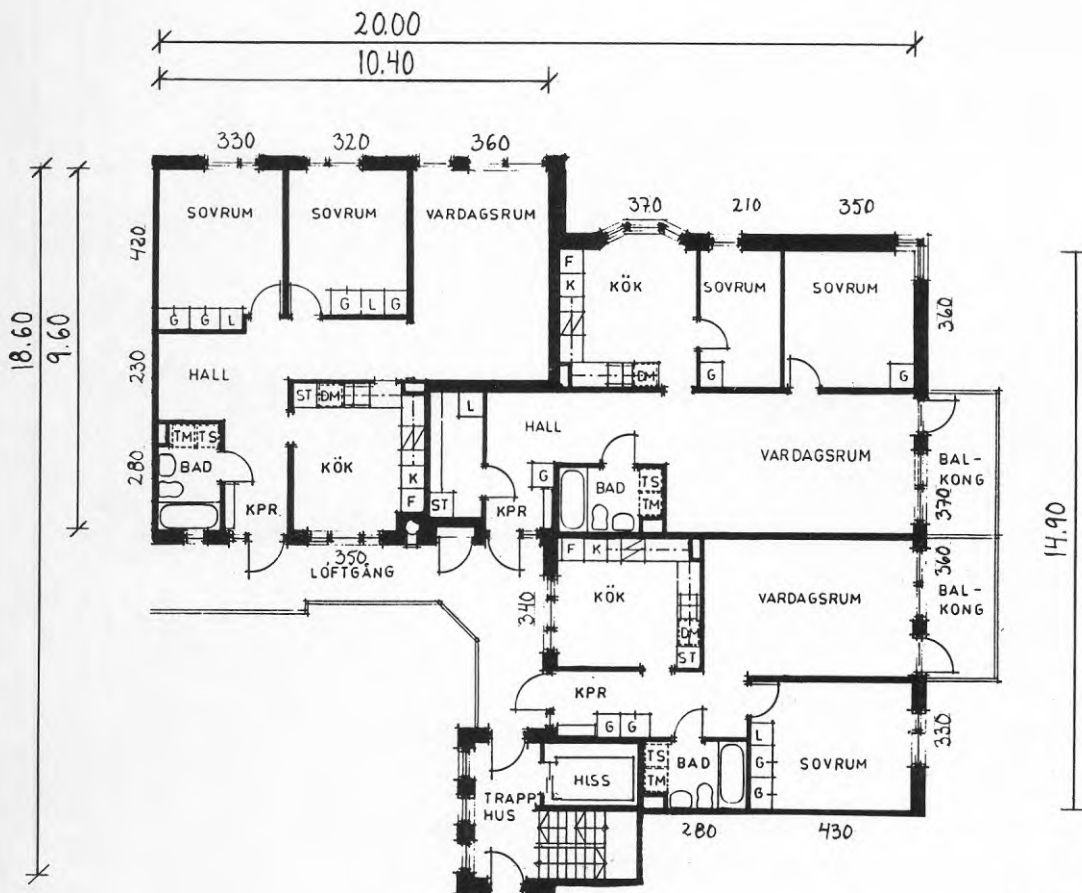 20.00
10.40
330 320 360
SOVRUM SOVRUM VARDAGSRUM
370 210 350
420
18.60
9.60
F
K
KÖK
SOVRUM SOVRUM
360
G G L
G L G
230
HALL
DM
G
G
ST DM
L
HALL
TM TS
BAD
280
KÖK
K
F
ST
KPR
G
KPR
BAD
TS
TM
VARDAGSRUM
BAL-
KONG
370
14.90
350
LOFTGÅNG
F K
340
KÖK
DM
ST
VARDAGSRUM
360
BAL-
KONG
KPR
G G
330
TS
TM
BAD
L
G
G
SOVRUM
HISS
TRAPP
HUS
280 430